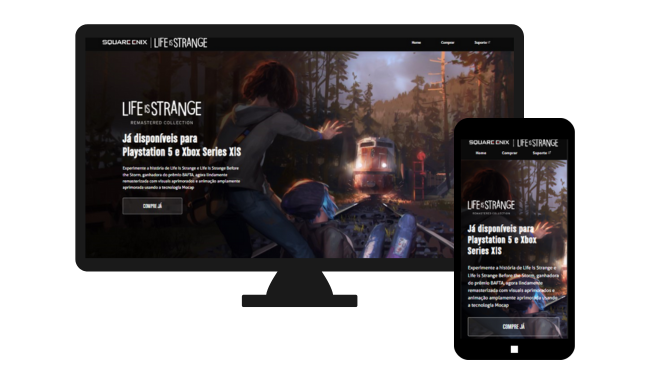 SQUARE ENIX | LIFE IS STRANGE
Home Comprar Suporte
LIFE IS STRANGE
REMASTERED COLLECTION
Já disponíveis para
Playstation 5 e Xbox Series X|S
Experimente a história de Life is Strange e Life is Strange Before
the Storm, ganhadora do prêmio BAFTA, agora lindamente
remasterizada com visuais aprimorados e animação amplamente
aprimorada usando a tecnologia Mocap
COMPRE JÁ
SQUARE ENIX | LIFE IS STRANGE
Home Comprar Suporte
LIFE IS STRANGE
REMASTERED COLLECTION
Já disponíveis para
Playstation 5 e Xbox
Series X|S
Experimente a história de Life is Strange e
Life is Strange Before the Storm, ganhadora
do prêmio BAFTA, agora lindamente
remasterizada com visuais aprimorados e
animação amplamente aprimorada usando
a tecnologia Mocap
COMPRE JÁ